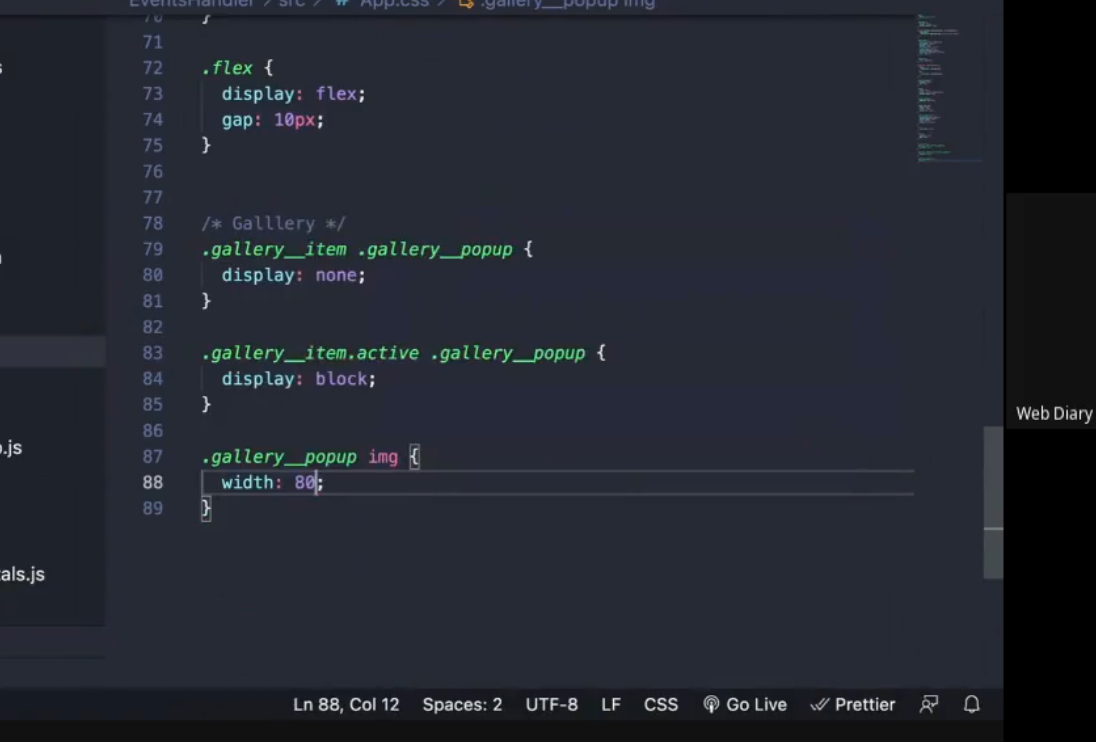 EventsHandler > src > # App.css > .gallery__popup img
70 }
71
72 .flex {
73 display: flex;
74 gap: 10px;
75 }
76
77
78 /* Galllery */
79 .gallery__item .gallery__popup {
80 display: none;
81 }
82
83 .gallery__item.active .gallery__popup {
84 display: block;
85 }
86
87 .gallery__popup img {
88 width: 80;
89 }
s
.js
als.js
Web Diary
Ln 88, Col 12 Spaces: 2 UTF-8 LF CSS Go Live Prettier